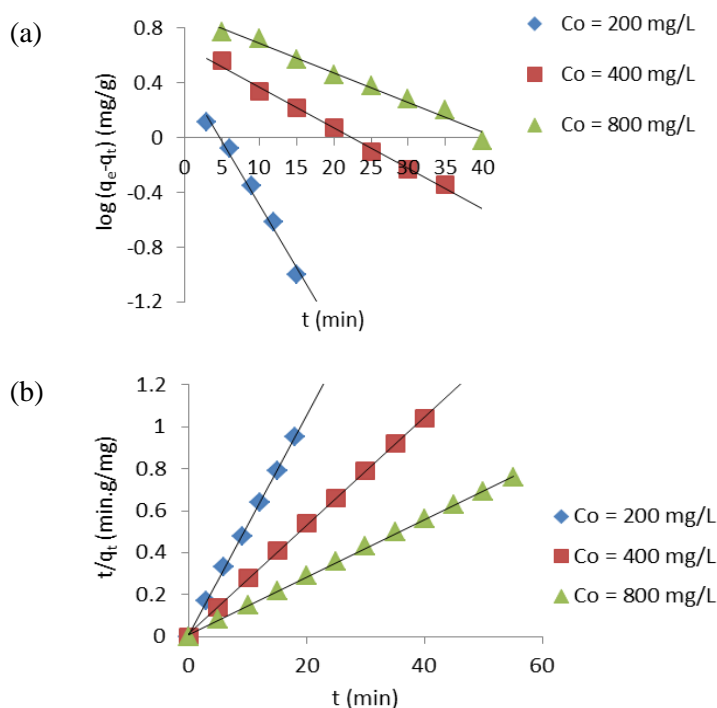 (a)
0.8
0.4
0
-0.4
-0.8
-1.2
0 5 10 15 20 25 30 35 40
log (qe-qt) (mg/g)
t (min)
Co = 200 mg/L
Co = 400 mg/L
Co = 800 mg/L
(b)
1.2
1
0.8
0.6
0.4
0.2
0
0 20 40 60
t/qt (min.g/mg)
t (min)
Co = 200 mg/L
Co = 400 mg/L
Co = 800 mg/L